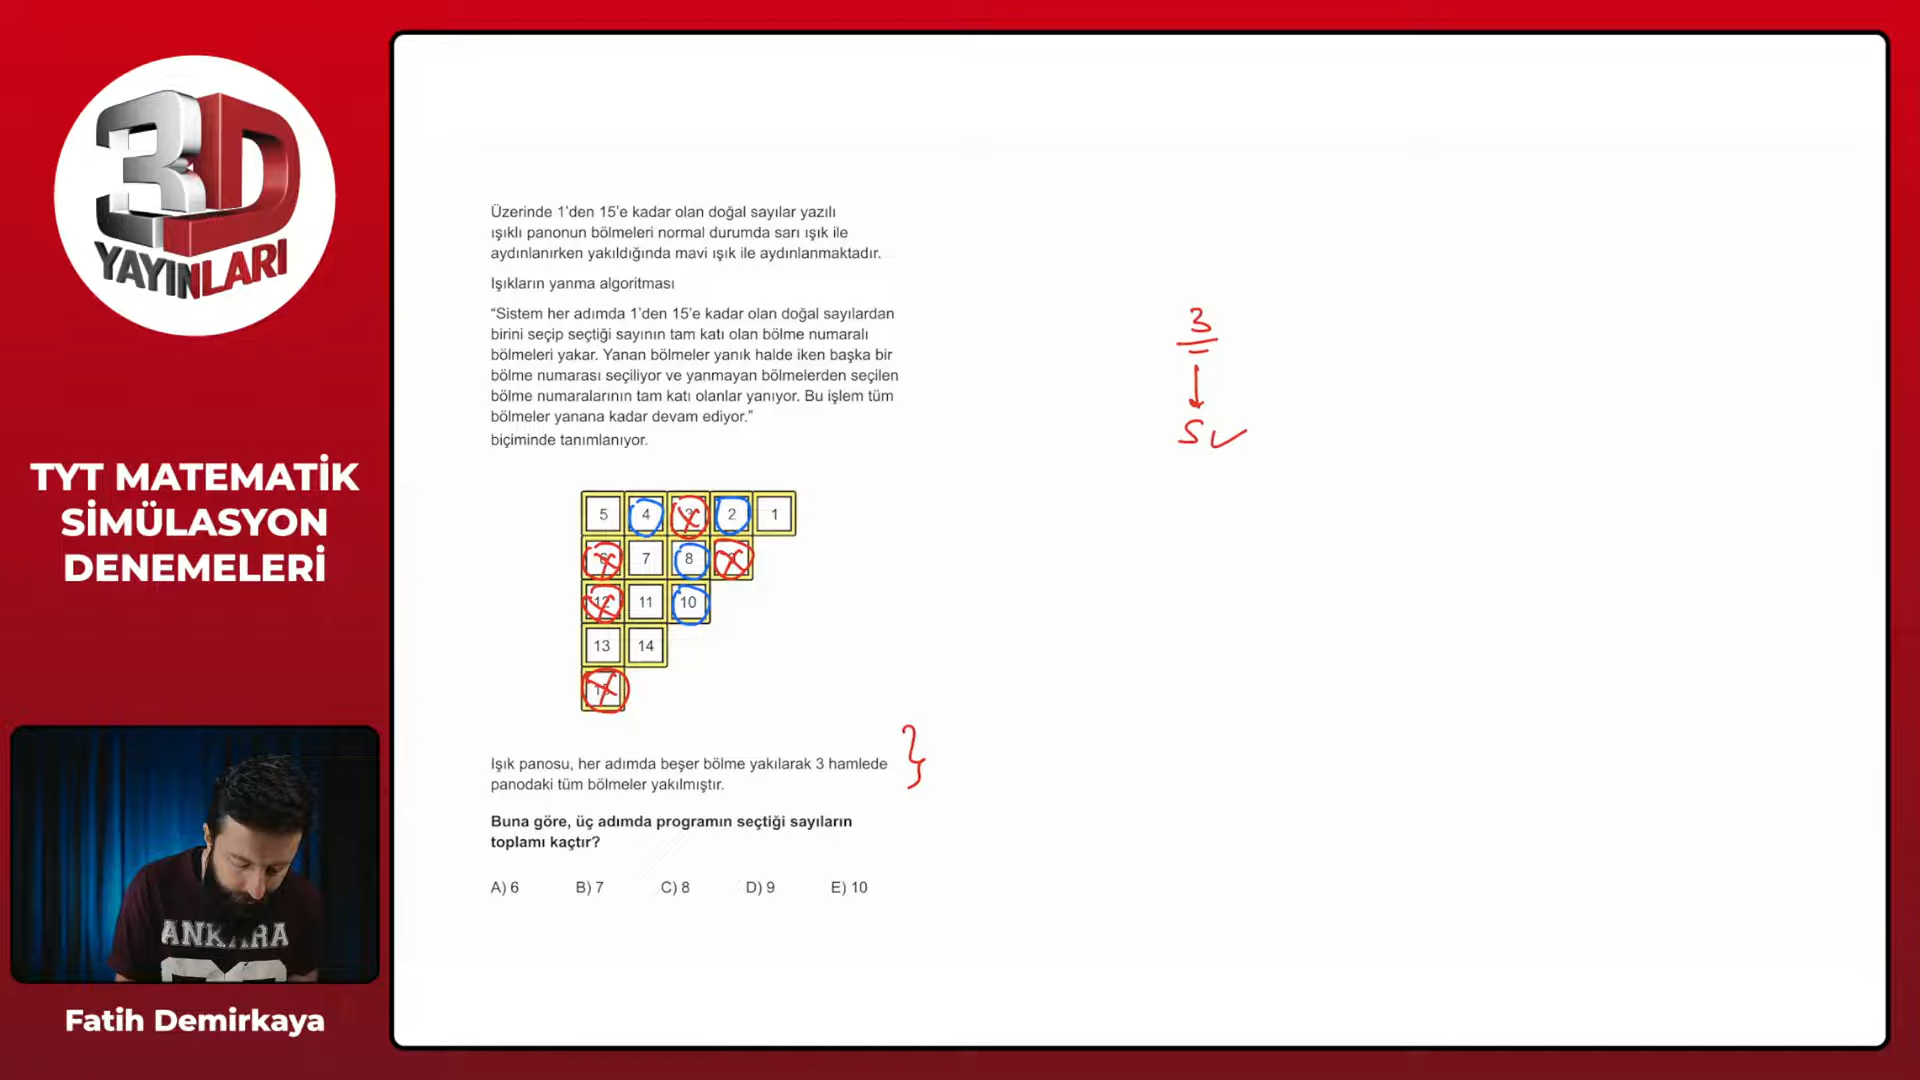 3D
YAYINLARI
TYT MATEMATİK
SİMÜLASYON
DENEMELERİ
ANKARA
Fatih Demirkaya
Üzerinde 1’den 15’e kadar olan doğal sayılar yazılı
ışıklı panonun bölmeleri normal durumda sarı ışık ile
aydınlanırken yakıldığında mavi ışık ile aydınlanmaktadır.
Işıkların yanma algoritması
“Sistem her adımda 1’den 15’e kadar olan doğal sayılardan
birini seçip seçtiği sayının tam katı olan bölme numaralı
bölmeleri yakar. Yanan bölmeler yanık halde iken başka bir
bölme numarası seçiliyor ve yanmayan bölmelerden seçilen
bölme numaralarının tam katı olanlar yanıyor. Bu işlem tüm
bölmeler yanana kadar devam ediyor.”
biçiminde tanımlanıyor.
5 4 3 2 1
6 7 8 9
12 11 10
13 14
15
Işık panosu, her adımda beşer bölme yakılarak 3 hamlede
panodaki tüm bölmeler yakılmıştır.
Buna göre, üç adımda programın seçtiği sayıların
toplamı kaçtır?
A) 6 B) 7 C) 8 D) 9 E) 10
3
5